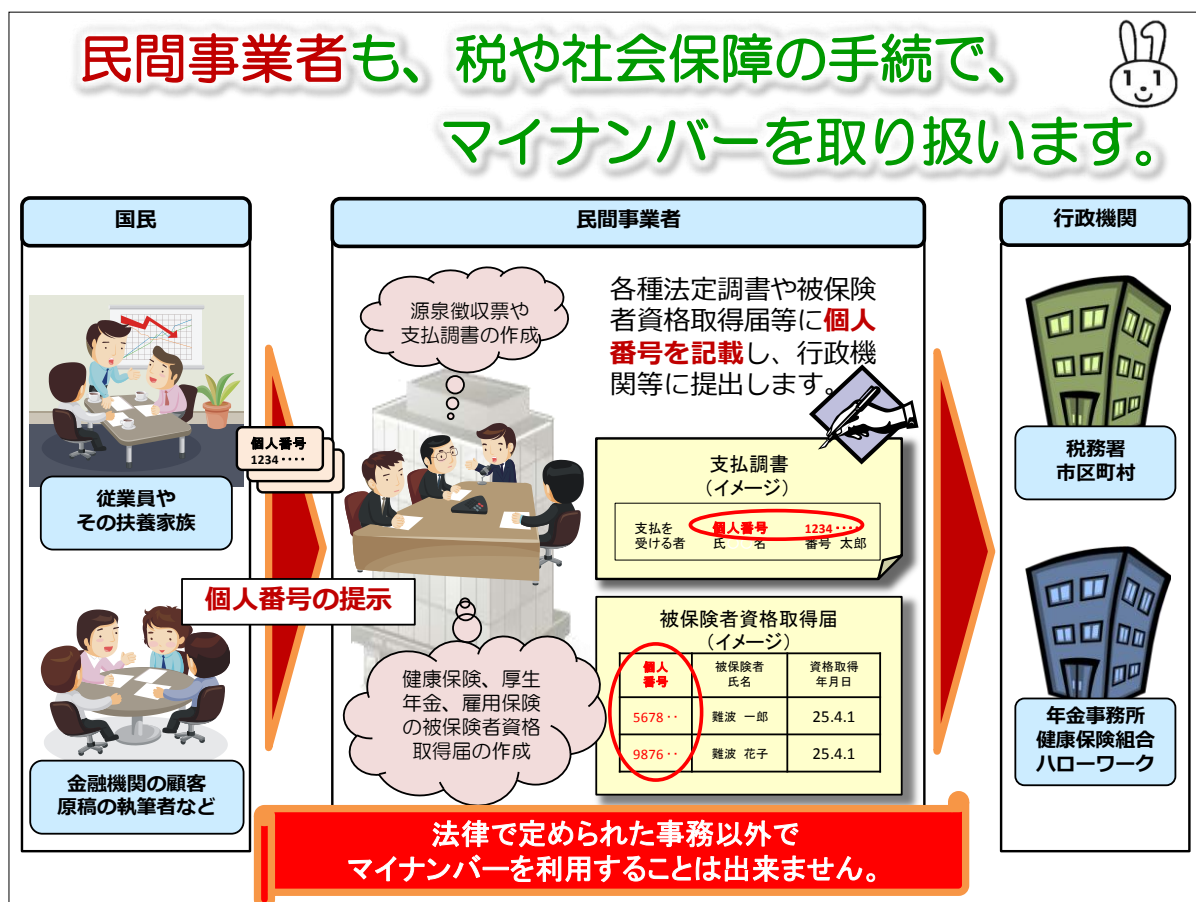 民間事業者も、税や社会保障の手続で、
マイナンバーを取り扱います。
国民
従業員や
その扶養家族
金融機関の顧客
原稿の執筆者など
個人番号
1234‥‥
個人番号の提示
民間事業者
源泉徴収票や
支払調書の作成
各種法定調書や被保険
者資格取得届等に個人
番号を記載し、行政機
関等に提出します。
支払調書
（イメージ）
支払を 個人番号 1234‥‥
受ける者 氏 名 番号 太郎
健康保険、厚生
年金、雇用保険
の被保険者資格
取得届の作成
被保険者資格取得届
（イメージ）
個人 被保険者 資格取得
番号 氏名 年月日
5678‥ 難波 一郎 25.4.1
9876‥ 難波 花子 25.4.1
行政機関
税務署
市区町村
年金事務所
健康保険組合
ハローワーク
法律で定められた事務以外で
マイナンバーを利用することは出来ません。